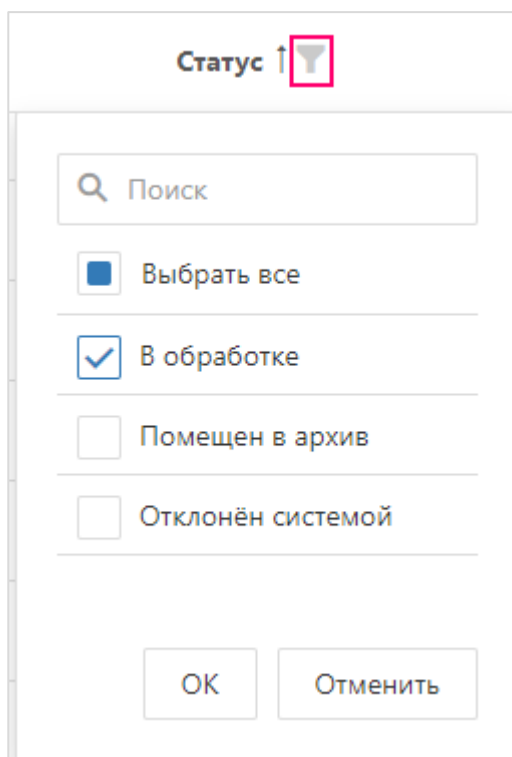 Статус
Поиск
Выбрать все
В обработке
Помещен в архив
Отклонён системой
ОК Отменить